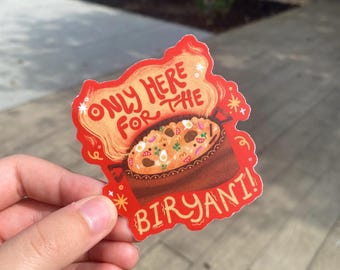 ONLY HERE
FOR THE
BIRYANI!